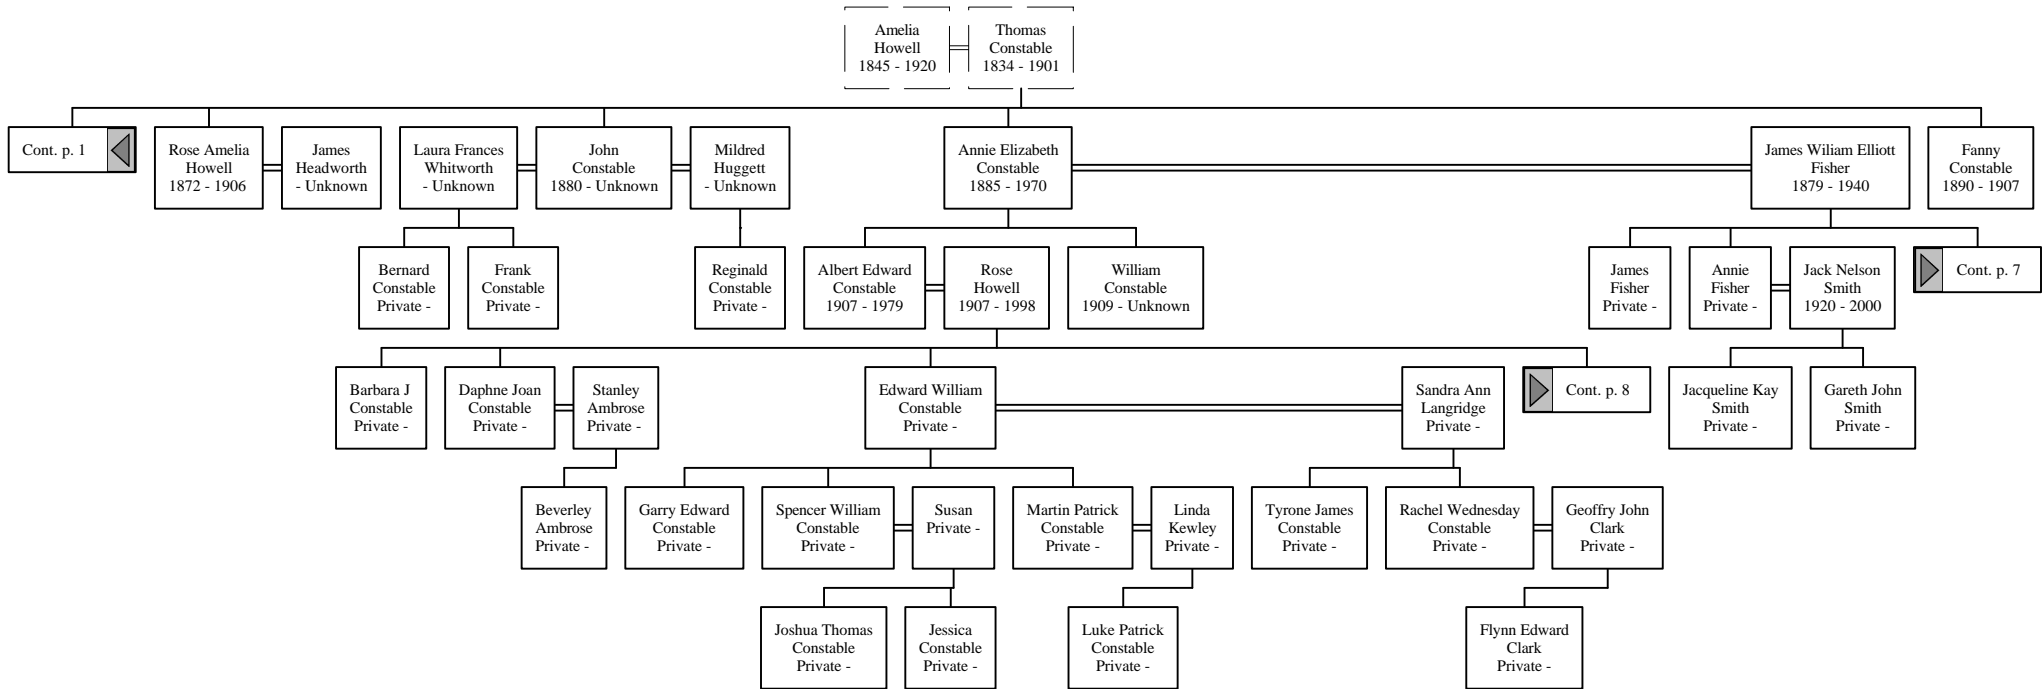 Amelia
Howell
1845 - 1920
Thomas
Constable
1834 - 1901
Cont. p. 1
Rose Amelia
Howell
1872 - 1906
James
Headworth
- Unknown
Laura Frances
Whitworth
- Unknown
John
Constable
1880 - Unknown
Mildred
Huggett
- Unknown
Annie Elizabeth
Constable
1885 - 1970
James Wiliam Elliott
Fisher
1879 - 1940
Fanny
Constable
1890 - 1907
Bernard
Constable
Private -
Frank
Constable
Private -
Reginald
Constable
Private -
Albert Edward
Constable
1907 - 1979
Rose
Howell
1907 - 1998
William
Constable
1909 - Unknown
James
Fisher
Private -
Annie
Fisher
Private -
Jack Nelson
Smith
1920 - 2000
Cont. p. 7
Barbara J
Constable
Private -
Daphne Joan
Constable
Private -
Stanley
Ambrose
Private -
Edward William
Constable
Private -
Sandra Ann
Langridge
Private -
Cont. p. 8
Jacqueline Kay
Smith
Private -
Gareth John
Smith
Private -
Beverley
Ambrose
Private -
Garry Edward
Constable
Private -
Spencer William
Constable
Private -
Susan
Private -
Martin Patrick
Constable
Private -
Linda
Kewley
Private -
Tyrone James
Constable
Private -
Rachel Wednesday
Constable
Private -
Geoffry John
Clark
Private -
Joshua Thomas
Constable
Private -
Jessica
Constable
Private -
Luke Patrick
Constable
Private -
Flynn Edward
Clark
Private -